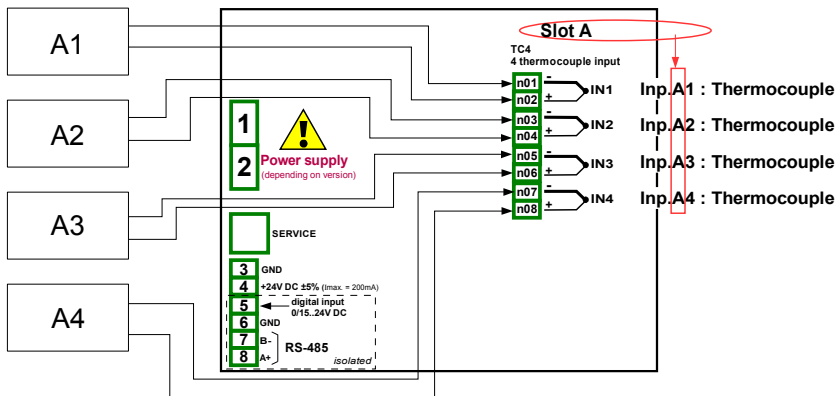 A1
A2
A3
A4
Slot A
TC4
4 thermocouple input
n01 - IN1 Inp.A1 : Thermocouple
n02 +
n03 - IN2 Inp.A2 : Thermocouple
n04 +
n05 - IN3 Inp.A3 : Thermocouple
n06 +
n07 - IN4 Inp.A4 : Thermocouple
n08 +
1
2
Power supply
(depending on version)
SERVICE
3 GND
4 +24V DC ±5% (Imax. = 200mA)
5 digital input
0/15..24V DC
6 GND
7 B-
8 A+
RS-485
isolated